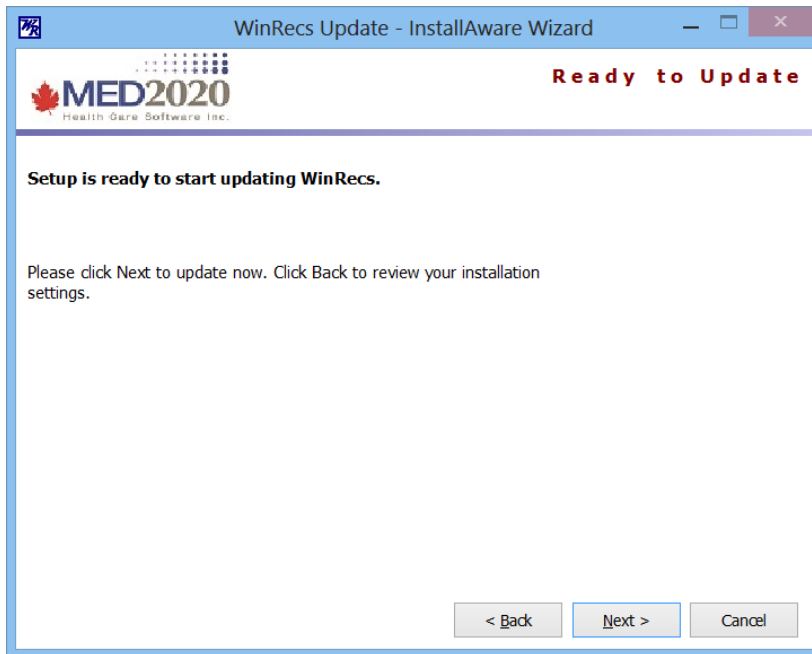 WR
WinRecs Update - InstallAware Wizard
MED2020
Health Care Software Inc.
Ready to Update
Setup is ready to start updating WinRecs.
Please click Next to update now. Click Back to review your installation
settings.
< Back
Next >
Cancel